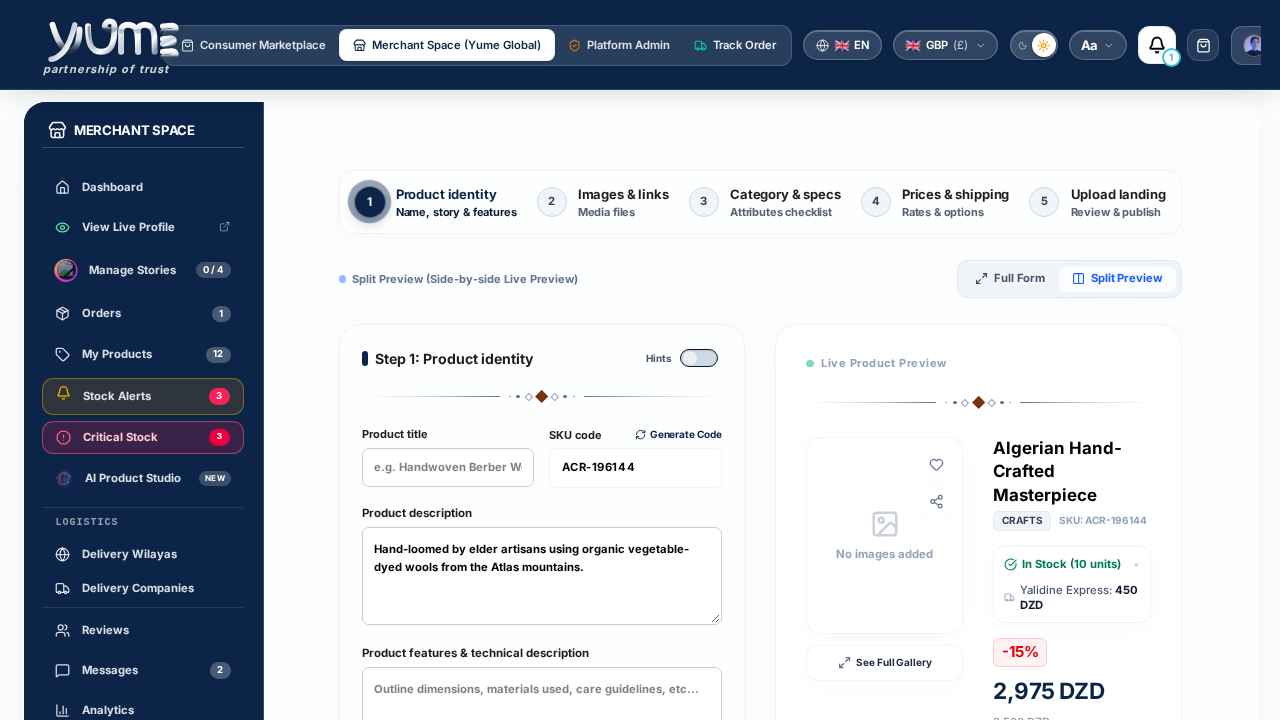 yiume
partnership of trust
Consumer Marketplace
Merchant Space (Yume Global)
Platform Admin
Track Order
EN
GBP (£)
Aa
1
MERCHANT SPACE
Dashboard
View Live Profile
Manage Stories 0 / 4
Orders 1
My Products 12
Stock Alerts 3
Critical Stock 3
AI Product Studio NEW
LOGISTICS
Delivery Wilayas
Delivery Companies
Reviews
Messages 2
Analytics
1 Product identity
Name, story & features
2 Images & links
Media files
3 Category & specs
Attributes checklist
4 Prices & shipping
Rates & options
5 Upload landing
Review & publish
Split Preview (Side-by-side Live Preview)
Full Form
Split Preview
Step 1: Product identity
Hints
Product title
e.g. Handwoven Berber W
SKU code
Generate Code
ACR-196144
Product description
Hand-loomed by elder artisans using organic vegetable-
dyed wools from the Atlas mountains.
Product features & technical description
Outline dimensions, materials used, care guidelines, etc...
Live Product Preview
No images added
See Full Gallery
Algerian Hand-
Crafted
Masterpiece
CRAFTS SKU: ACR-196144
In Stock (10 units)
Yalidine Express: 450
DZD
-15%
2,975 DZD